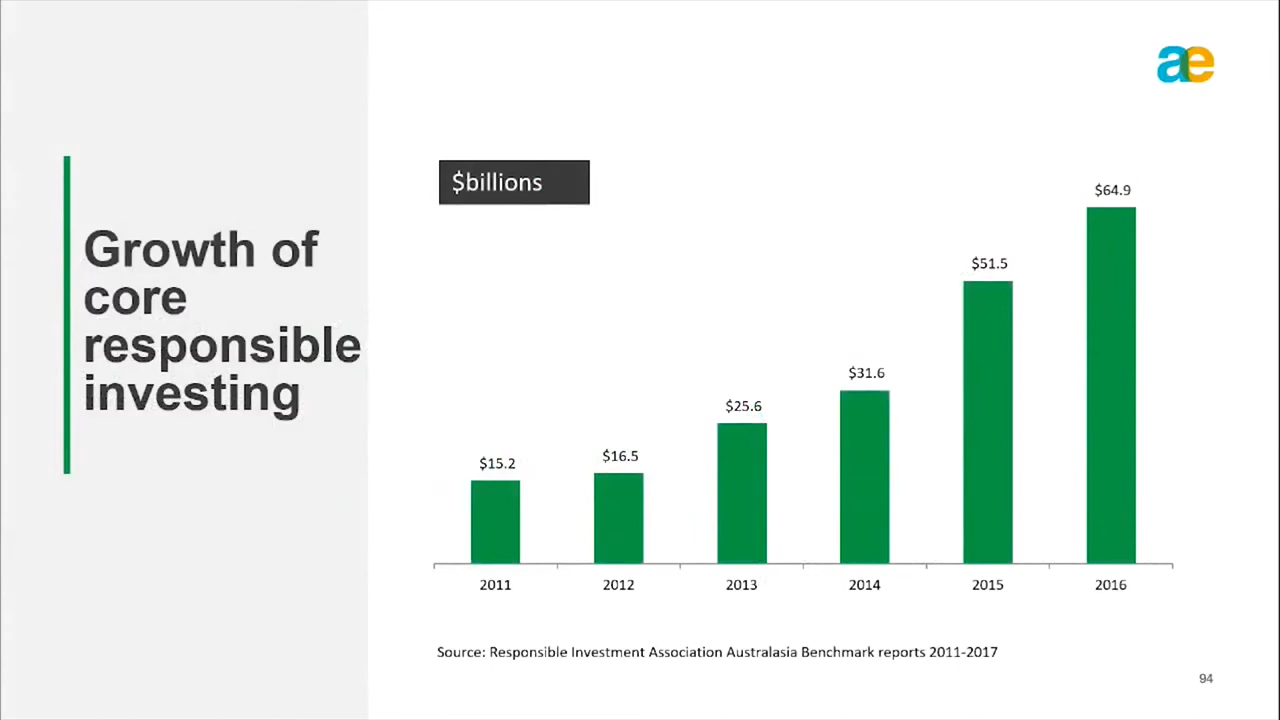 ae
Growth of
core
responsible
investing
$billions
$15.2
$16.5
$25.6
$31.6
$51.5
$64.9
2011
2012
2013
2014
2015
2016
Source: Responsible Investment Association Australasia Benchmark reports 2011-2017
94